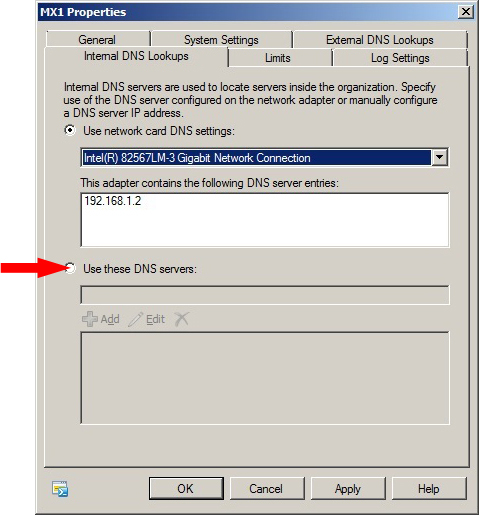 MX1 Properties
General
System Settings
External DNS Lookups
Internal DNS Lookups
Limits
Log Settings
Internal DNS servers are used to locate servers inside the organization. Specify
use of the DNS server configured on the network adapter or manually configure
a DNS server IP address.
Use network card DNS settings:
Intel(R) 82567LM-3 Gigabit Network Connection
This adapter contains the following DNS server entries:
192.168.1.2
Use these DNS servers:
Add
Edit
OK
Cancel
Apply
Help